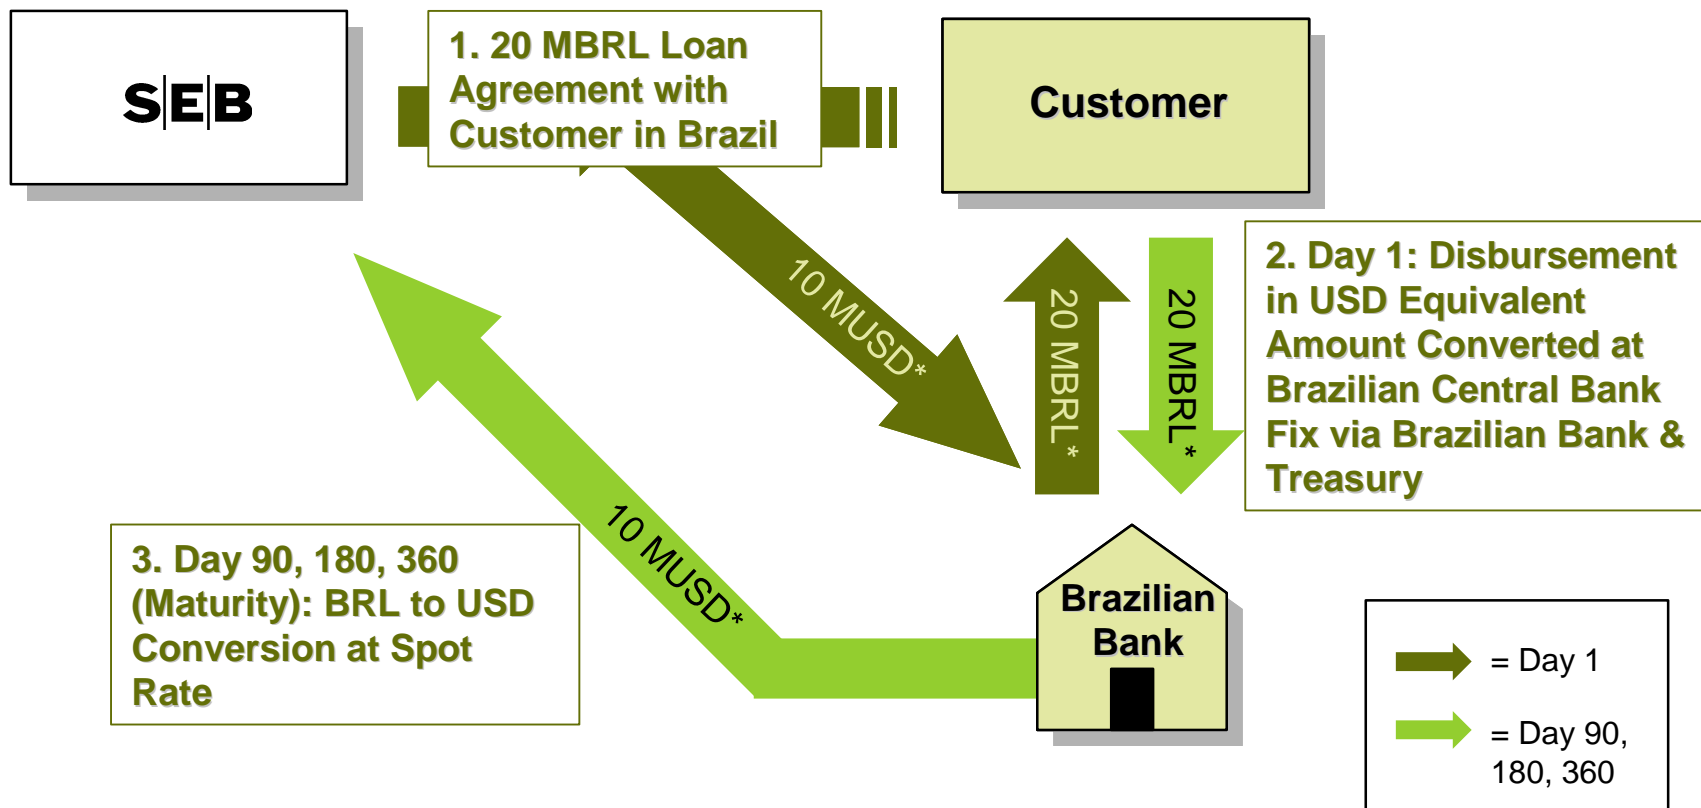 S|E|B
1. 20 MBRL Loan
Agreement with
Customer in Brazil
Customer
10 MUSD*
20 MBRL*
20 MBRL*
2. Day 1: Disbursement
in USD Equivalent
Amount Converted at
Brazilian Central Bank
Fix via Brazilian Bank &
Treasury
10 MUSD*
3. Day 90, 180, 360
(Maturity): BRL to USD
Conversion at Spot
Rate
Brazilian
Bank
= Day 1
= Day 90,
180, 360